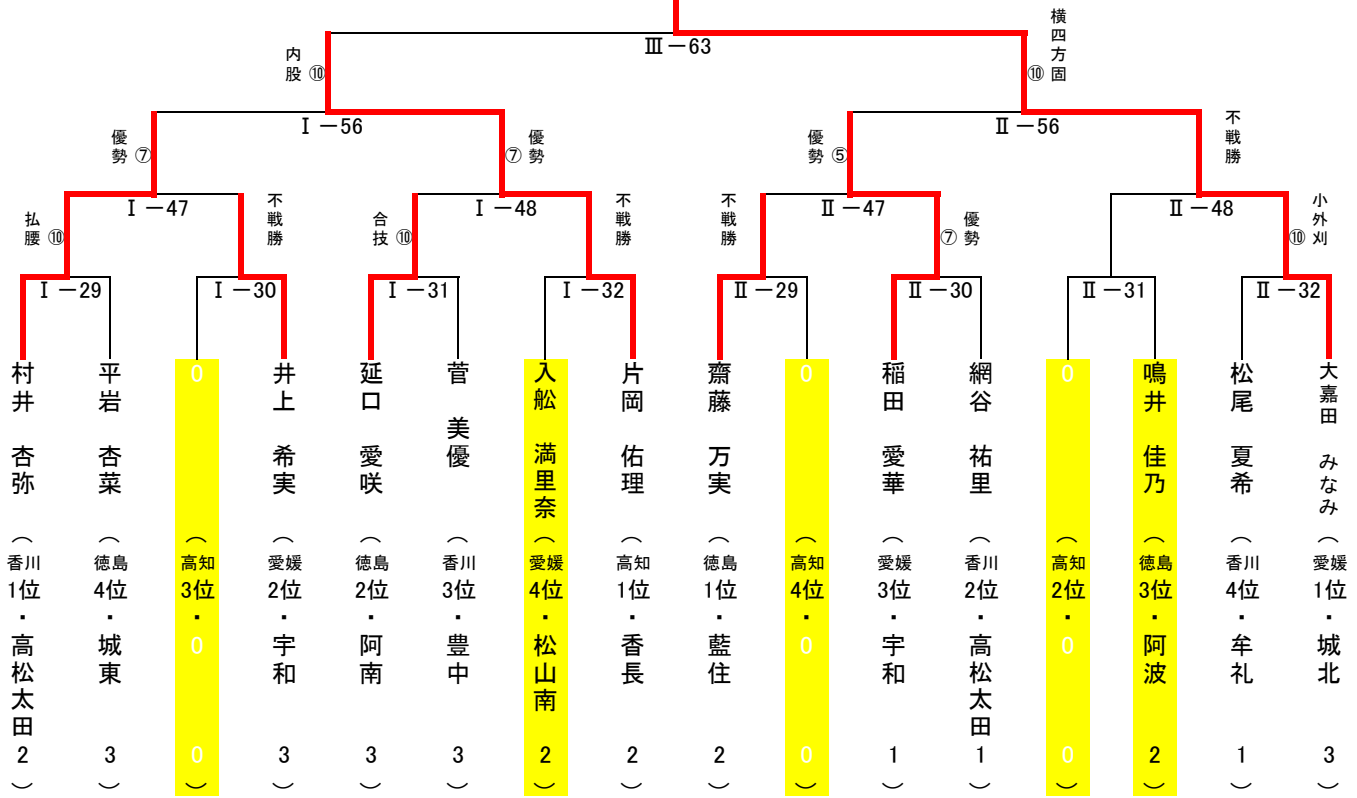 Ⅲ－63
内股 ⑩
⑩ 横四方固
Ⅰ－56
Ⅱ－56
優勢 ⑦
⑦ 優勢
優勢 ⑤
不戦勝
Ⅰ－47
Ⅰ－48
Ⅱ－47
Ⅱ－48
払腰 ⑩
不戦勝
合技 ⑩
不戦勝
不戦勝
⑦ 優勢
⑩ 小外刈
Ⅰ－29
Ⅰ－30
Ⅰ－31
Ⅰ－32
Ⅱ－29
Ⅱ－30
Ⅱ－31
Ⅱ－32
村井 杏弥（香川1位・高松太田2）
平岩 杏菜（徳島4位・城東3）
0（高知3位・0 0）
井上 希実（愛媛2位・宇和3）
延口 愛咲（徳島2位・阿南3）
菅 美優（香川3位・豊中3）
入舩 満里奈（愛媛4位・松山南2）
片岡 佑理（高知1位・香長2）
齋藤 万実（徳島1位・藍住2）
0（高知4位・0 0）
稲田 愛華（愛媛3位・宇和1）
網谷 祐里（香川2位・高松太田1）
0（高知2位・0 0）
鳴井 佳乃（徳島3位・阿波2）
松尾 夏希（香川4位・牟礼1）
大嘉田 みなみ（愛媛1位・城北3）